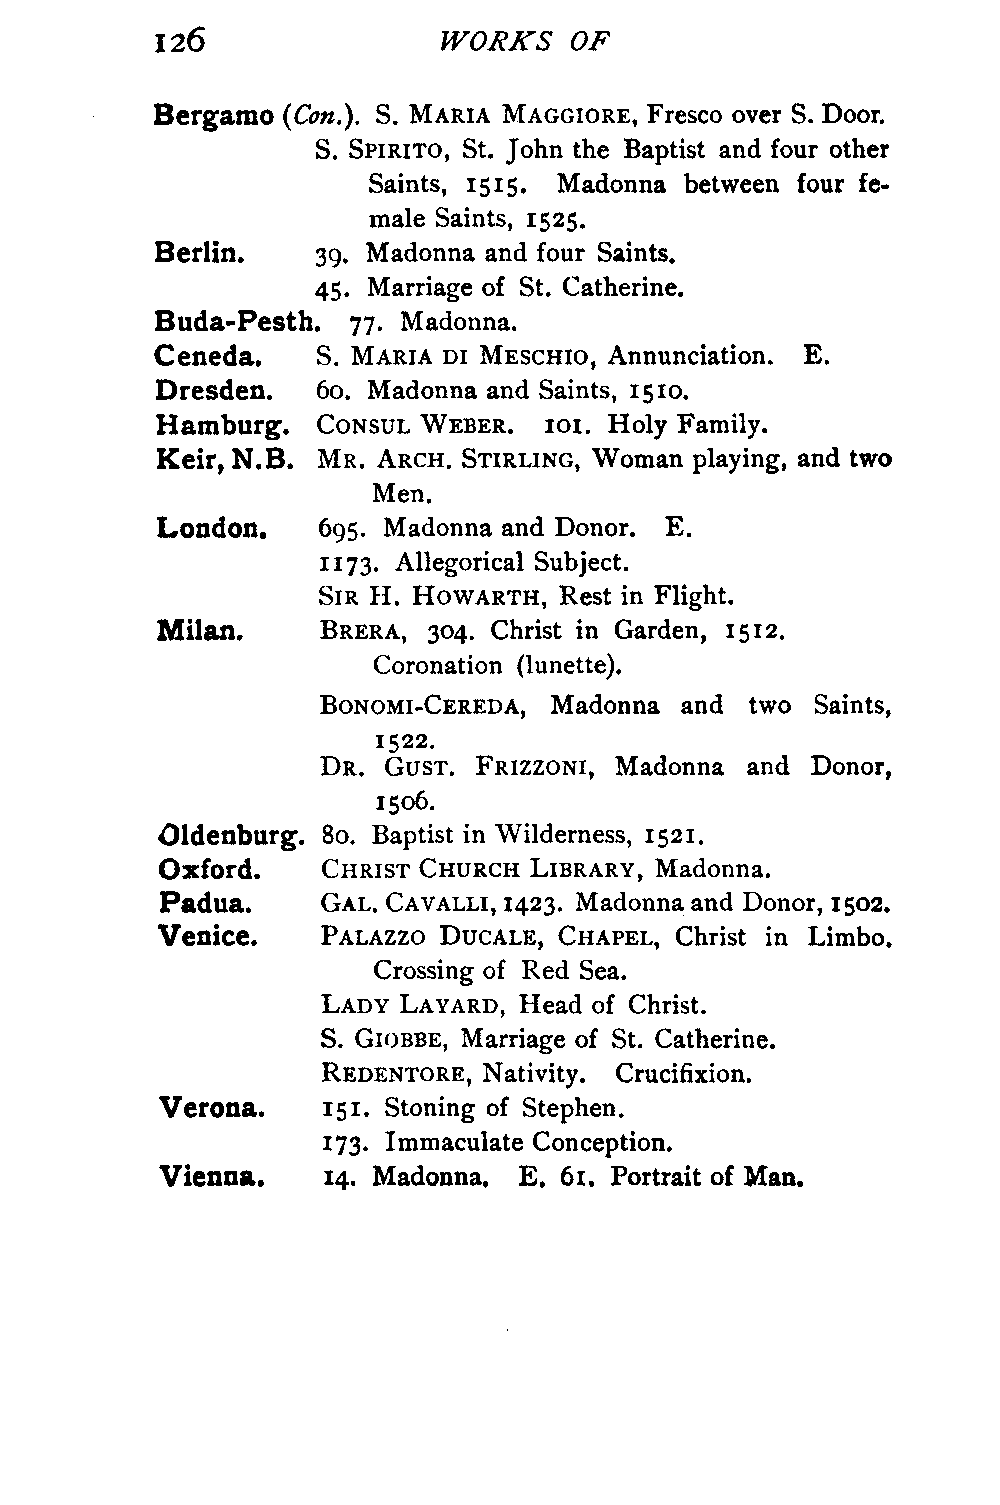 126 WORKS OF
Bergamo (Con.). S. MARIA MAGGIORE, Fresco over S. Door.
S. SPIRITO, St. John the Baptist and four other
Saints, 1515. Madonna between four fe-
male Saints, 1525.
Berlin. 39. Madonna and four Saints.
45. Marriage of St. Catherine.
Buda-Pesth. 77. Madonna.
Ceneda. S. MARIA DI MESCHIO, Annunciation. E.
Dresden. 60. Madonna and Saints, 1510.
Hamburg. CONSUL WEBER. 101. Holy Family.
Keir, N.B. MR. ARCH. STIRLING, Woman playing, and two
Men.
London. 695. Madonna and Donor. E.
1173. Allegorical Subject.
SIR H. HOWARTH, Rest in Flight.
Milan. BRERA, 304. Christ in Garden, 1512.
Coronation (lunette).
BONOMI-CEREDA, Madonna and two Saints,
1522.
DR. GUST. FRIZZONI, Madonna and Donor,
1506.
Oldenburg. 80. Baptist in Wilderness, 1521.
Oxford. CHRIST CHURCH LIBRARY, Madonna.
Padua. GAL. CAVALLI, 1423. Madonna and Donor, 1502.
Venice. PALAZZO DUCALE, CHAPEL, Christ in Limbo.
Crossing of Red Sea.
LADY LAYARD, Head of Christ.
S. GIOBBE, Marriage of St. Catherine.
REDENTORE, Nativity. Crucifixion.
Verona. 151. Stoning of Stephen.
173. Immaculate Conception.
Vienna. 14. Madonna. E. 61. Portrait of Man.